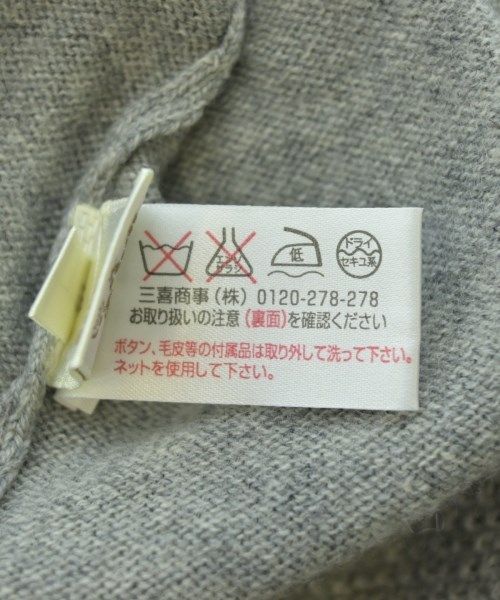 エンソ
サラシ
低
ドライ
セキユ系
三喜商事(株) 0120-278-278
お取り扱いの注意(裏面)を確認ください
ボタン、毛皮等の付属品は取り外して洗って下さい。
ネットを使用して下さい。